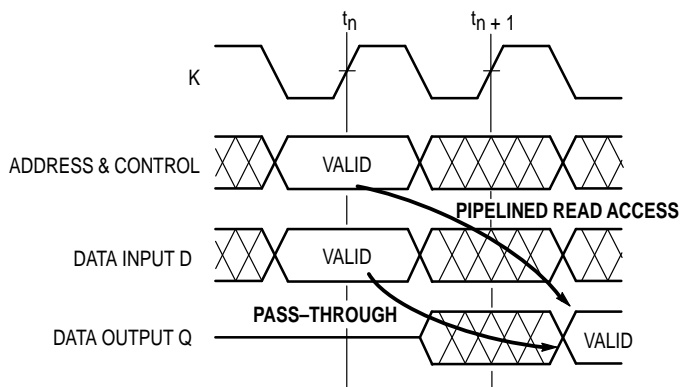 tn
tn + 1
K
ADDRESS & CONTROL
VALID
PIPELINED READ ACCESS
DATA INPUT D
VALID
PASS–THROUGH
DATA OUTPUT Q
VALID